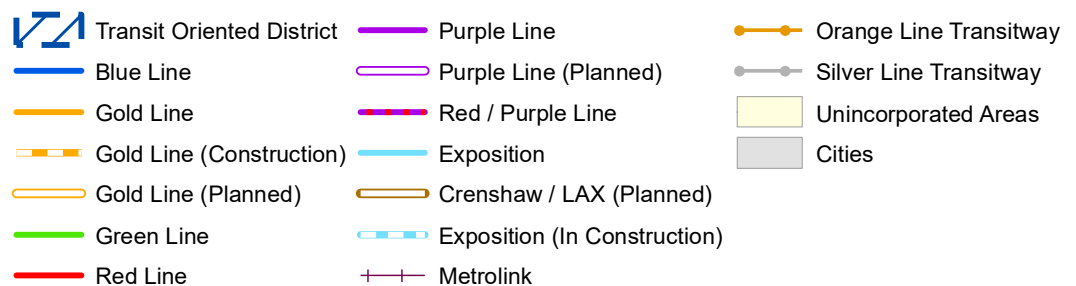 Transit Oriented District
Blue Line
Gold Line
Gold Line (Construction)
Gold Line (Planned)
Green Line
Red Line
Purple Line
Purple Line (Planned)
Red / Purple Line
Exposition
Crenshaw / LAX (Planned)
Exposition (In Construction)
Metrolink
Orange Line Transitway
Silver Line Transitway
Unincorporated Areas
Cities